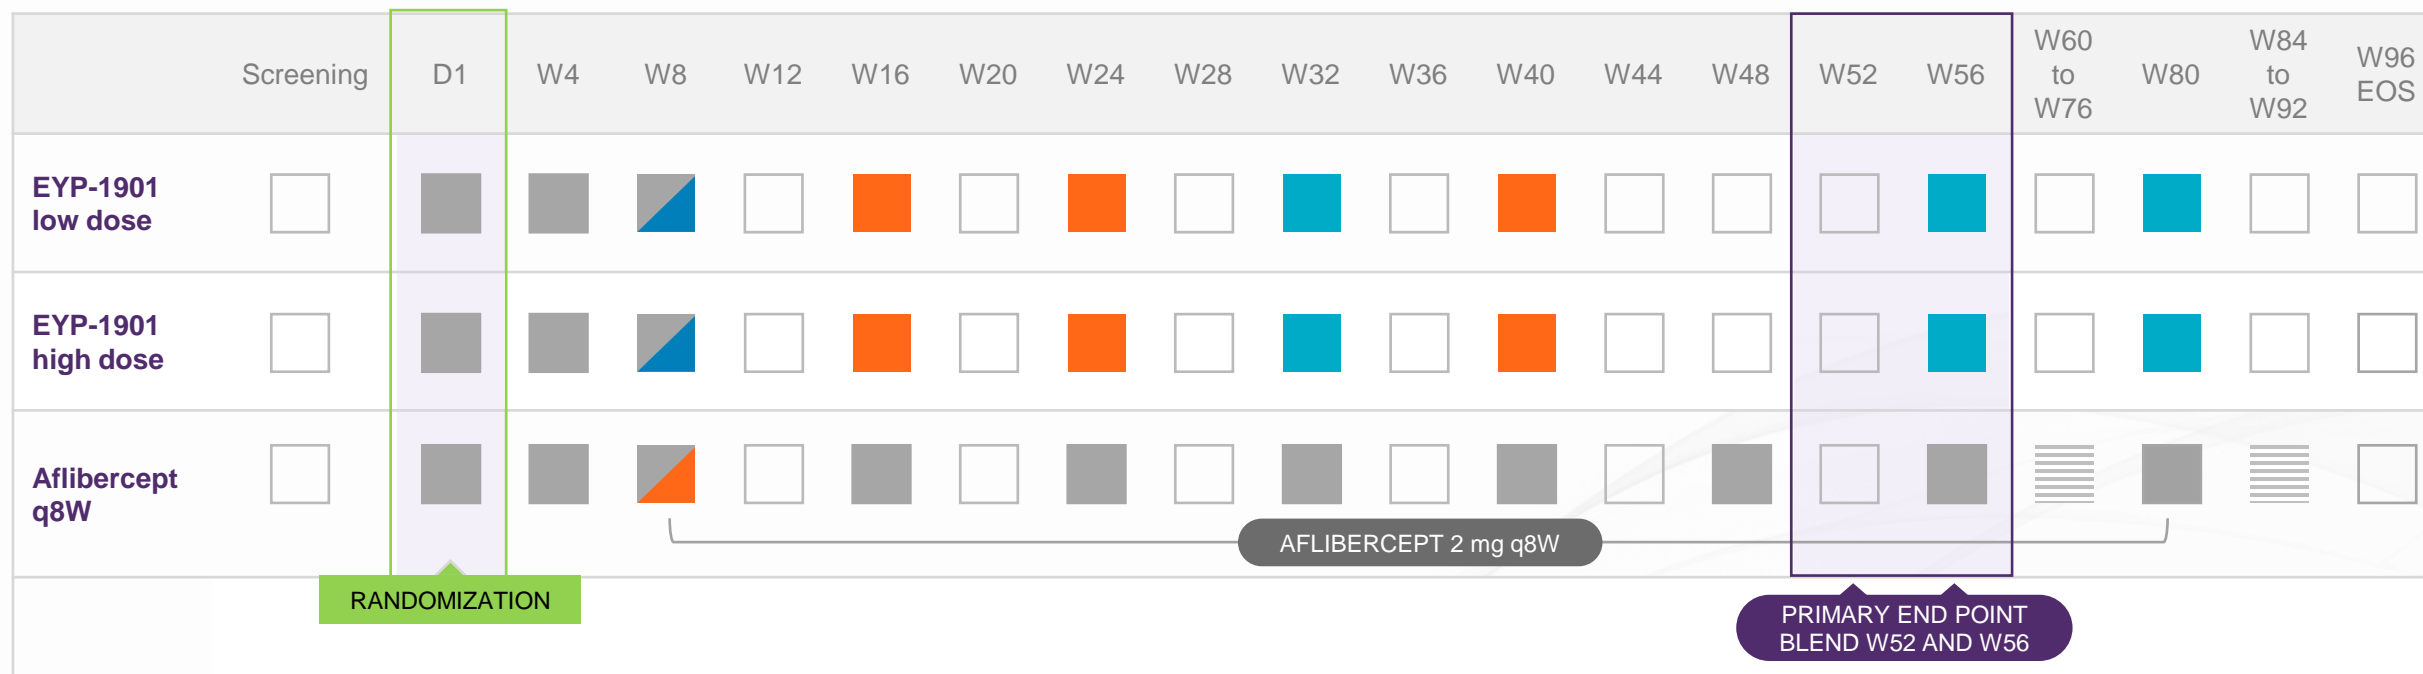 Screening
D1
W4
W8
W12
W16
W20
W24
W28
W32
W36
W40
W44
W48
W52
W56
W60
to
W76
W80
W84
to
W92
W96
EOS
EYP-1901
low dose
EYP-1901
high dose
Aflibercept
q8W
AFLIBERCEPT 2 mg q8W
RANDOMIZATION
PRIMARY END POINT
BLEND W52 AND W56